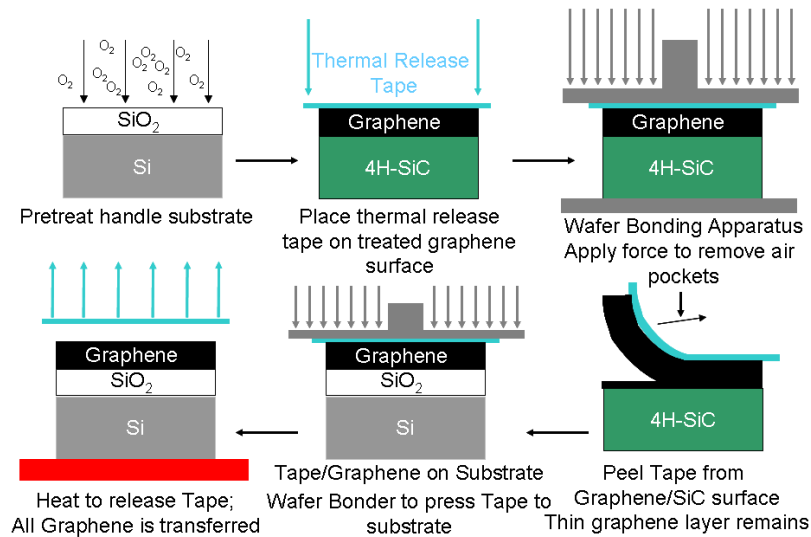 O₂ O₂ O₂ O₂ O₂ O₂ O₂ O₂ O₂ O₂
SiO₂
Si
Pretreat handle substrate
Thermal Release
Tape
Graphene
4H-SiC
Place thermal release
tape on treated graphene
surface
Graphene
4H-SiC
Wafer Bonding Apparatus
Apply force to remove air
pockets
4H-SiC
Peel Tape from
Graphene/SiC surface
Thin graphene layer remains
Graphene
SiO₂
Si
Tape/Graphene on Substrate
Wafer Bonder to press Tape to
substrate
Graphene
SiO₂
Si
Heat to release Tape;
All Graphene is transferred